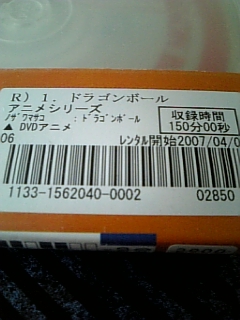 R) 1. ドラゴンボール
アニメシリーズ
ﾉｻﾞﾜﾏｻｺ : ﾄﾞﾗｺﾞﾝﾎﾞｰﾙ
▲ DVDアニメ
収録時間
150分00秒
06
レンタル開始2007/04/0
1133-1562040-0002
02850